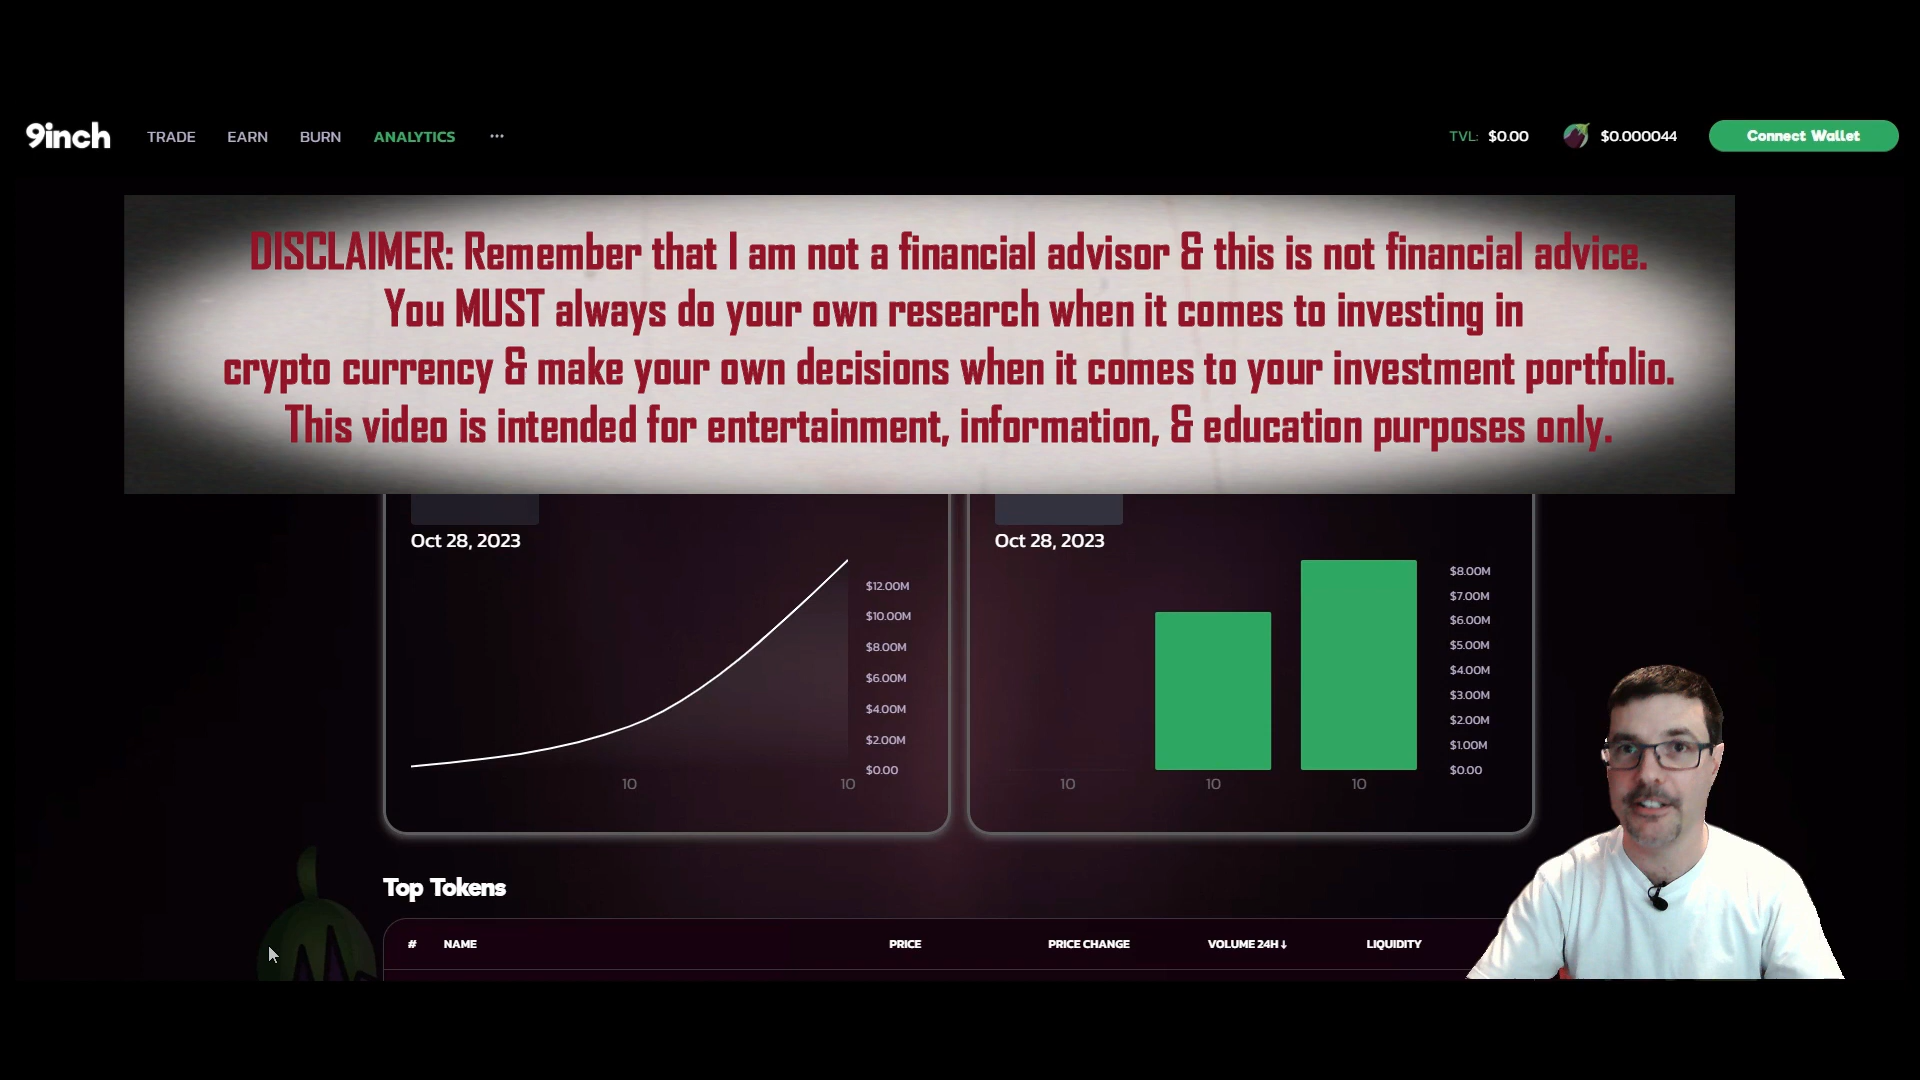 9inch TRADE EARN BURN ANALYTICS ··· TVL: $0.00 $0.000044 Connect Wallet
DISCLAIMER: Remember that I am not a financial advisor & this is not financial advice.
You MUST always do your own research when it comes to investing in
crypto currency & make your own decisions when it comes to your investment portfolio.
This video is intended for entertainment, information, & education purposes only.
Oct 28, 2023
$12.00M
$10.00M
$8.00M
$6.00M
$4.00M
$2.00M
$0.00
10 10
Oct 28, 2023
$8.00M
$7.00M
$6.00M
$5.00M
$4.00M
$3.00M
$2.00M
$1.00M
$0.00
10 10 10
Top Tokens
# NAME PRICE PRICE CHANGE VOLUME 24H ↓ LIQUIDITY